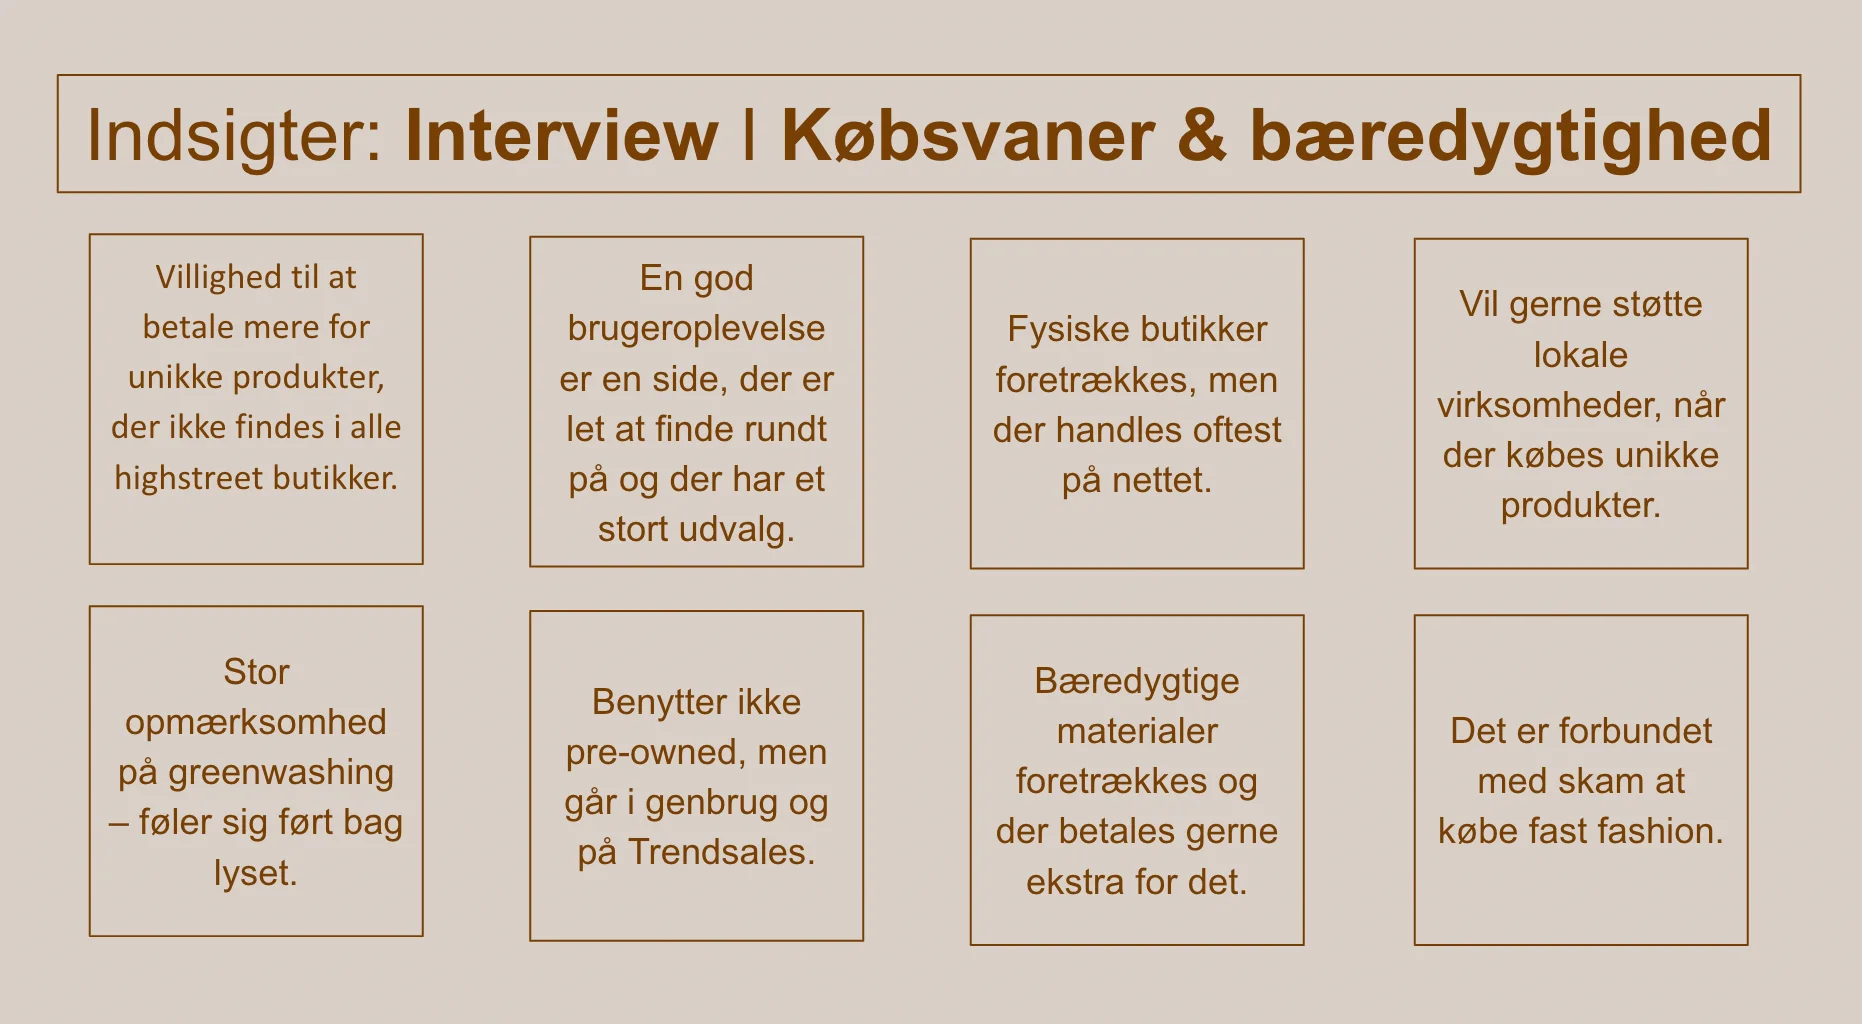 Indsigter: Interview I Købsvaner & bæredygtighed
Villighed til at
betale mere for
unikke produkter,
der ikke findes i alle
highstreet butikker.
En god
brugeroplevelse
er en side, der er
let at finde rundt
på og der har et
stort udvalg.
Fysiske butikker
foretrækkes, men
der handles oftest
på nettet.
Vil gerne støtte
lokale
virksomheder, når
der købes unikke
produkter.
Stor
opmærksomhed
på greenwashing
– føler sig ført bag
lyset.
Benytter ikke
pre-owned, men
går i genbrug og
på Trendsales.
Bæredygtige
materialer
foretrækkes og
der betales gerne
ekstra for det.
Det er forbundet
med skam at
købe fast fashion.